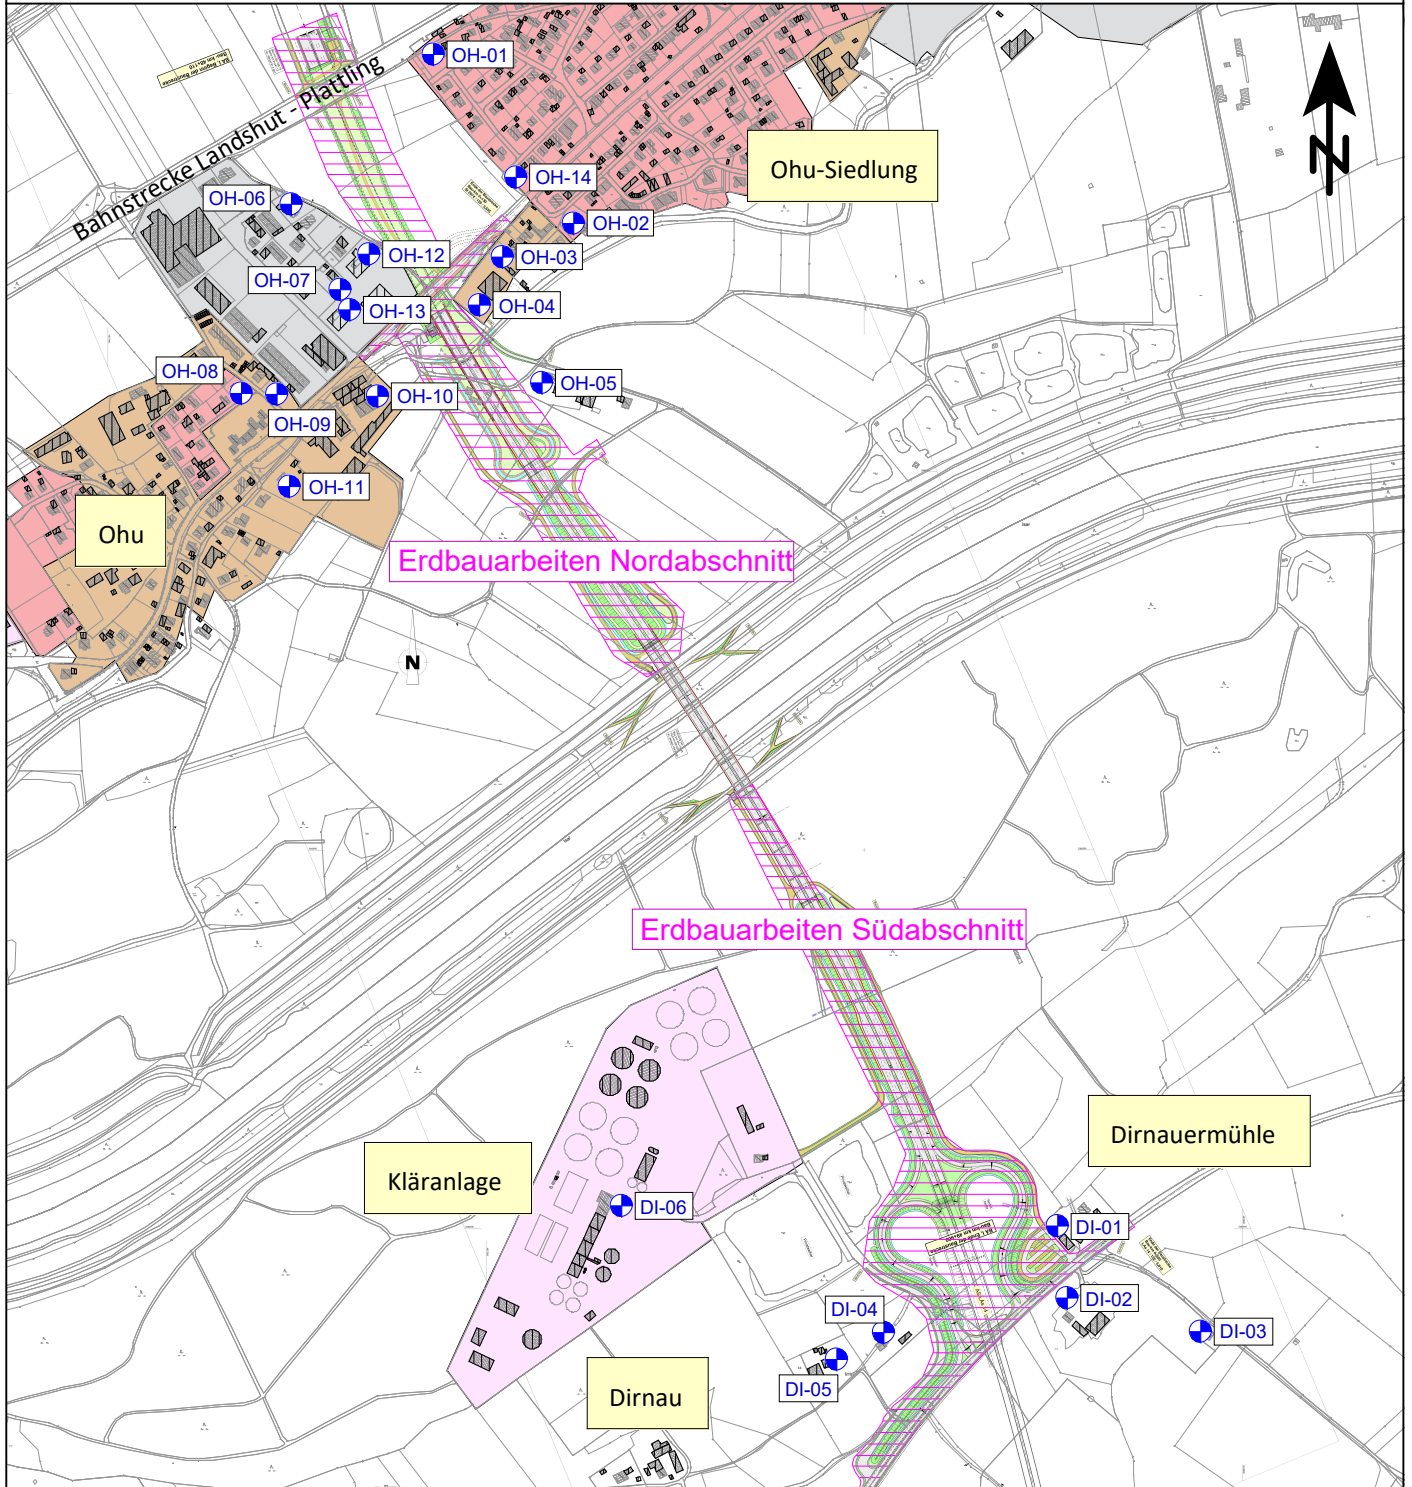 Bahnstrecke Landshut - Plattling
OH-01
Ohu-Siedlung
OH-14
OH-06
OH-02
OH-12
OH-03
OH-07
OH-13
OH-04
OH-08
OH-05
OH-10
OH-09
OH-11
Ohu
Erdbauarbeiten Nordabschnitt
N
N
Erdbauarbeiten Südabschnitt
Dirnauermühle
Kläranlage
DI-06
DI-01
DI-02
DI-04
DI-03
DI-05
Dirnau